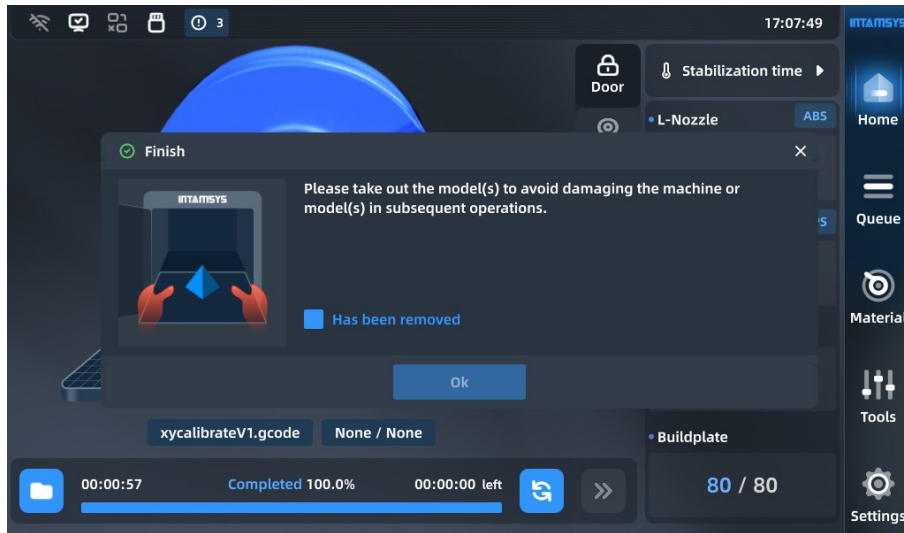 3
17:07:49
INTAMSYS
Door
Stabilization time
L-Nozzle
ABS
Home
Finish
INTAMSYS
Please take out the model(s) to avoid damaging the machine or
model(s) in subsequent operations.
Has been removed
Ok
Queue
Material
Tools
Settings
xycalibrateV1.gcode
None / None
Buildplate
80 / 80
00:00:57
Completed 100.0%
00:00:00 left